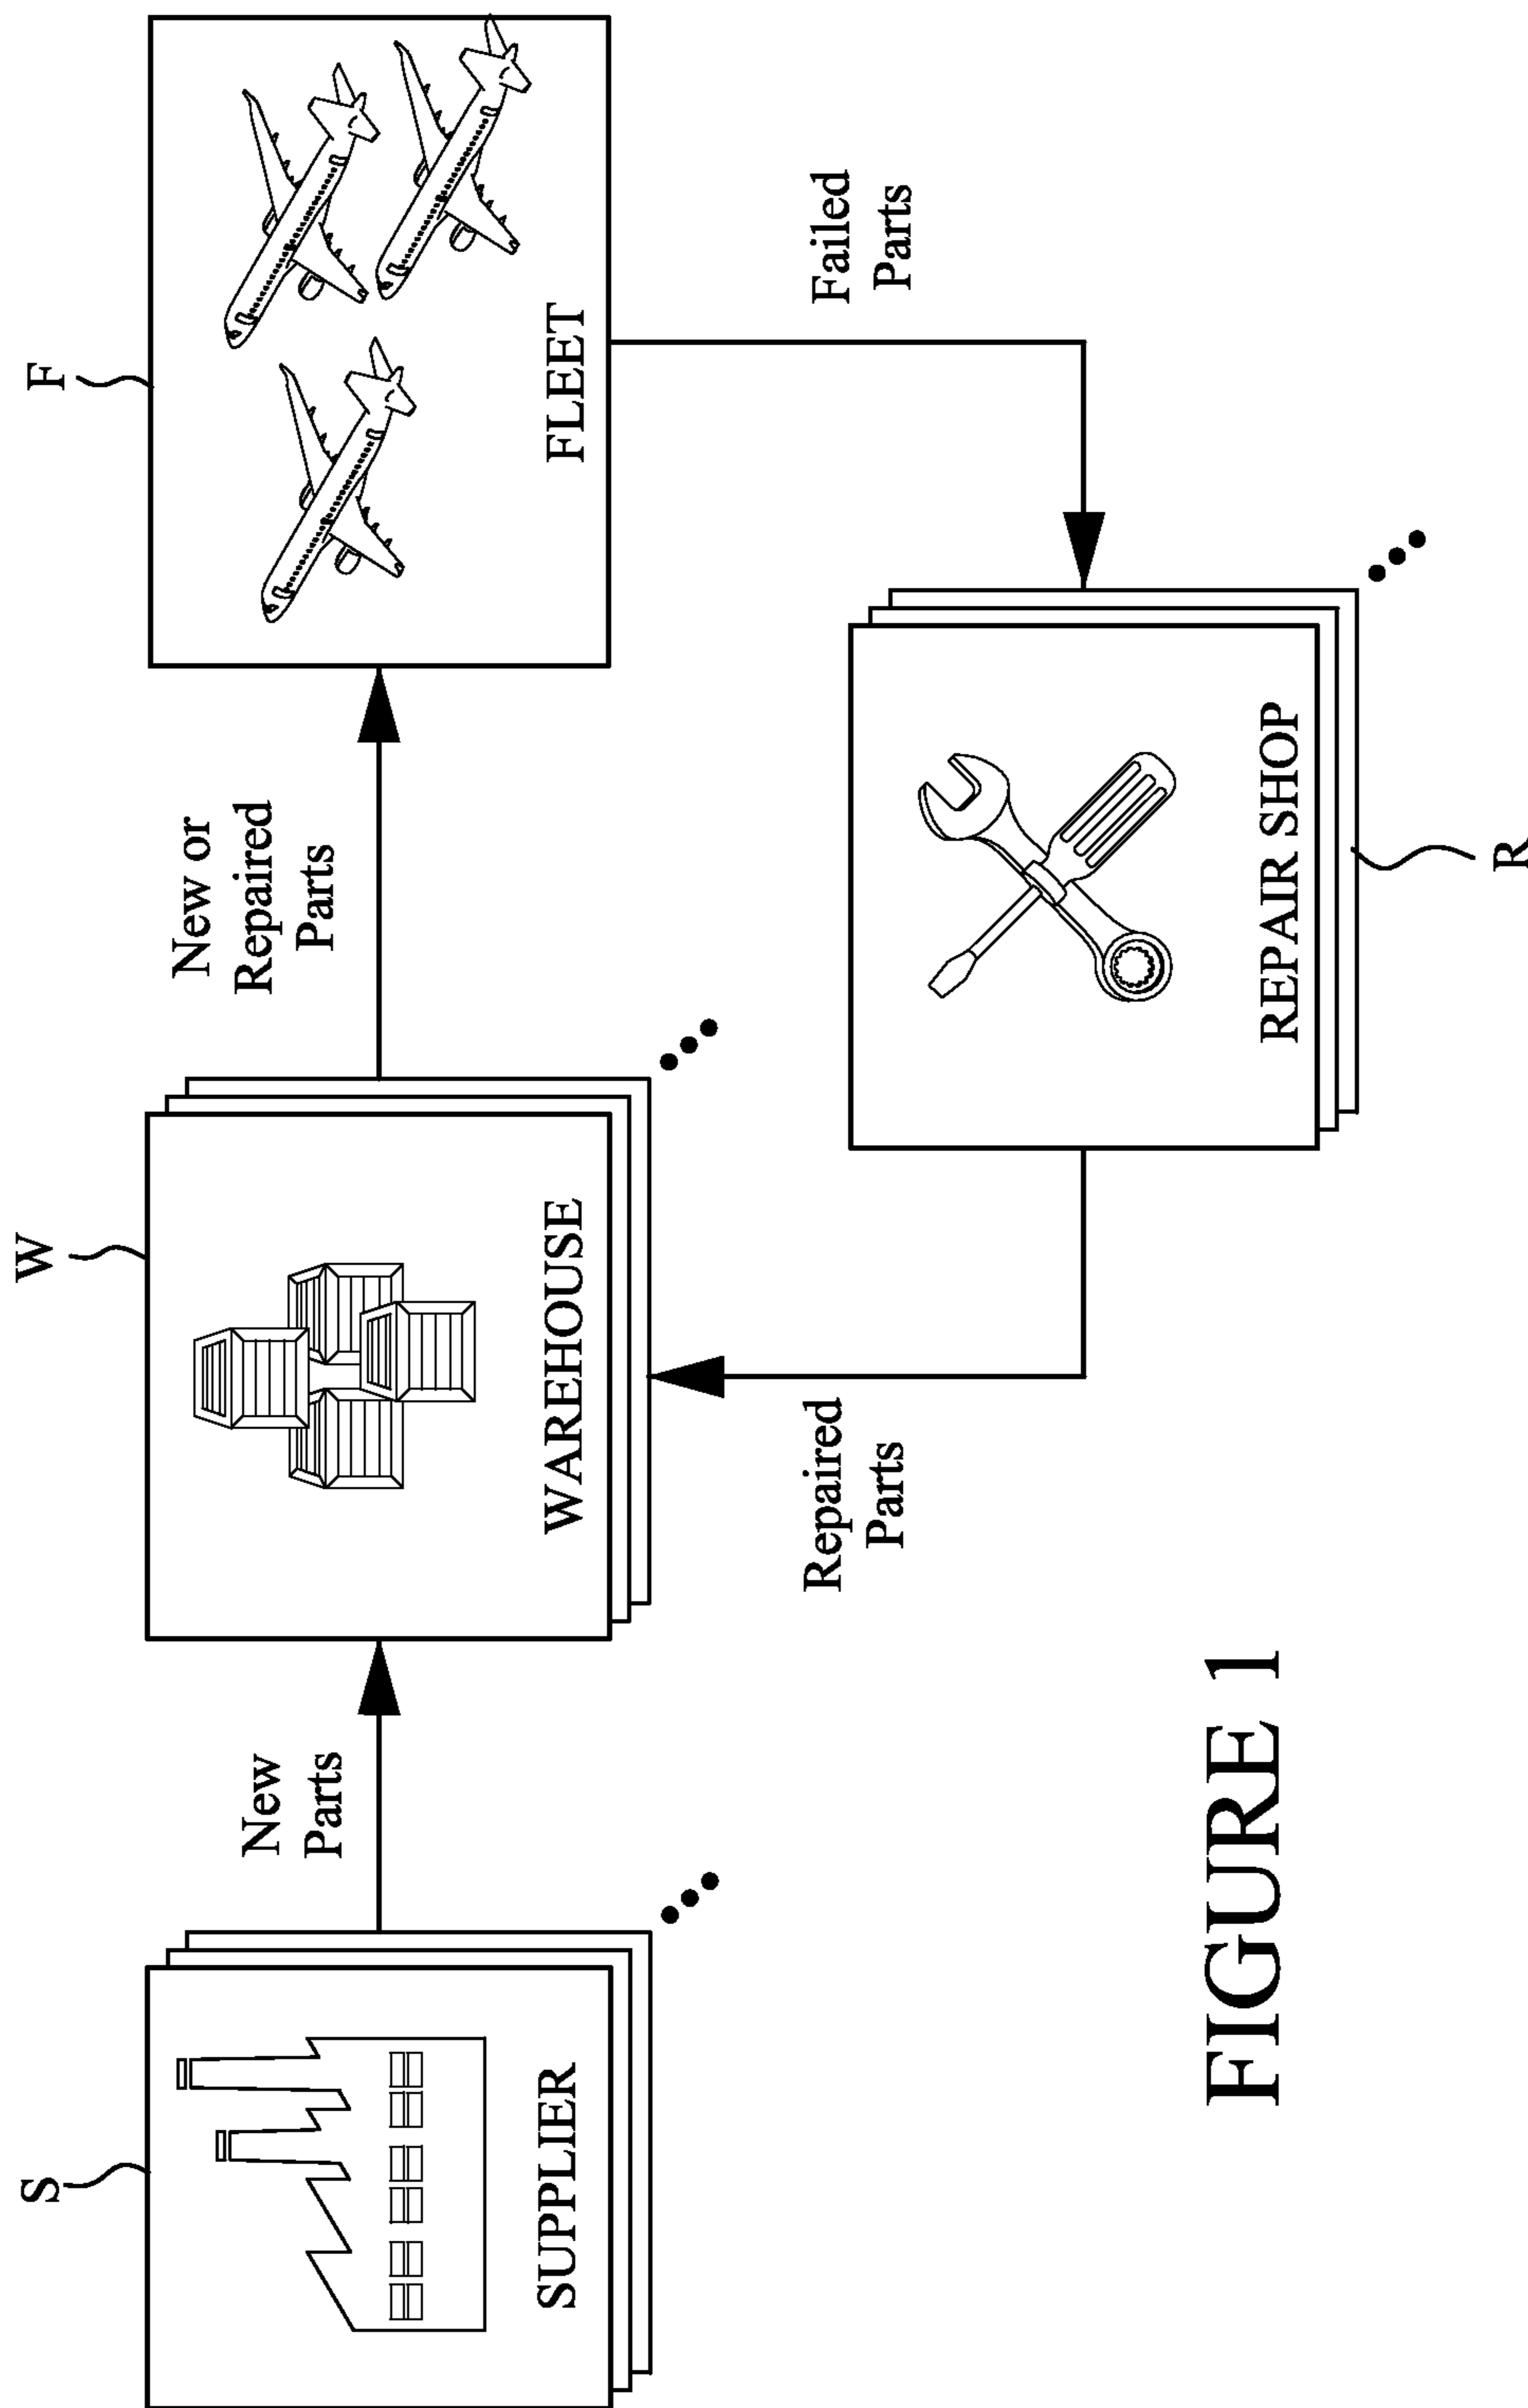 S
W
F
New
Parts
New or
Repaired
Parts
SUPPLIER
WAREHOUSE
FLEET
Repaired
Parts
Failed
Parts
REPAIR SHOP
R
FIGURE 1